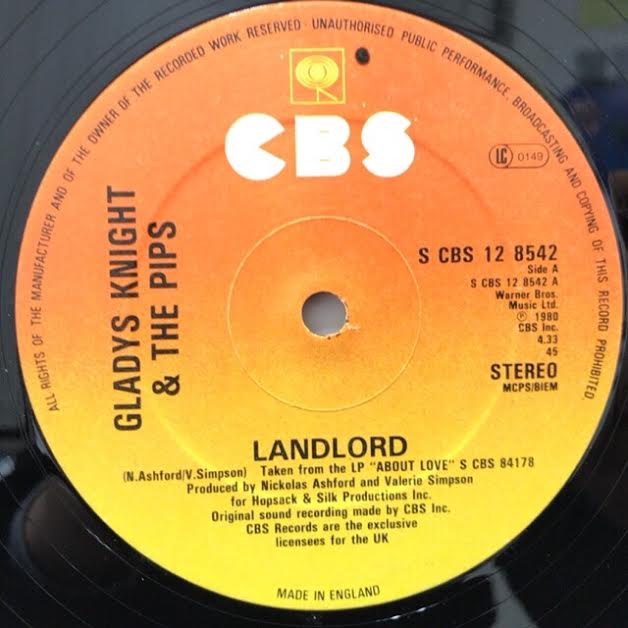 ALL RIGHTS OF THE MANUFACTURER AND OF THE OWNER OF THE RECORDED WORK RESERVED · UNAUTHORISED PUBLIC PERFORMANCE, BROADCASTING AND COPYING OF THIS RECORD PROHIBITED.
CBS
LC 0149
GLADYS KNIGHT
& THE PIPS
S CBS 12 8542
Side A
S CBS 12 8542 A
Warner Bros.
Music Ltd.
℗ 1980
CBS Inc.
4.33
45
STEREO
MCPS/BIEM
LANDLORD
(N.Ashford/V.Simpson) Taken from the LP "ABOUT LOVE" S CBS 84178
Produced by Nickolas Ashford and Valerie Simpson
for Hopsack & Silk Productions Inc.
Original sound recording made by CBS Inc.
CBS Records are the exclusive
licensees for the UK
MADE IN ENGLAND